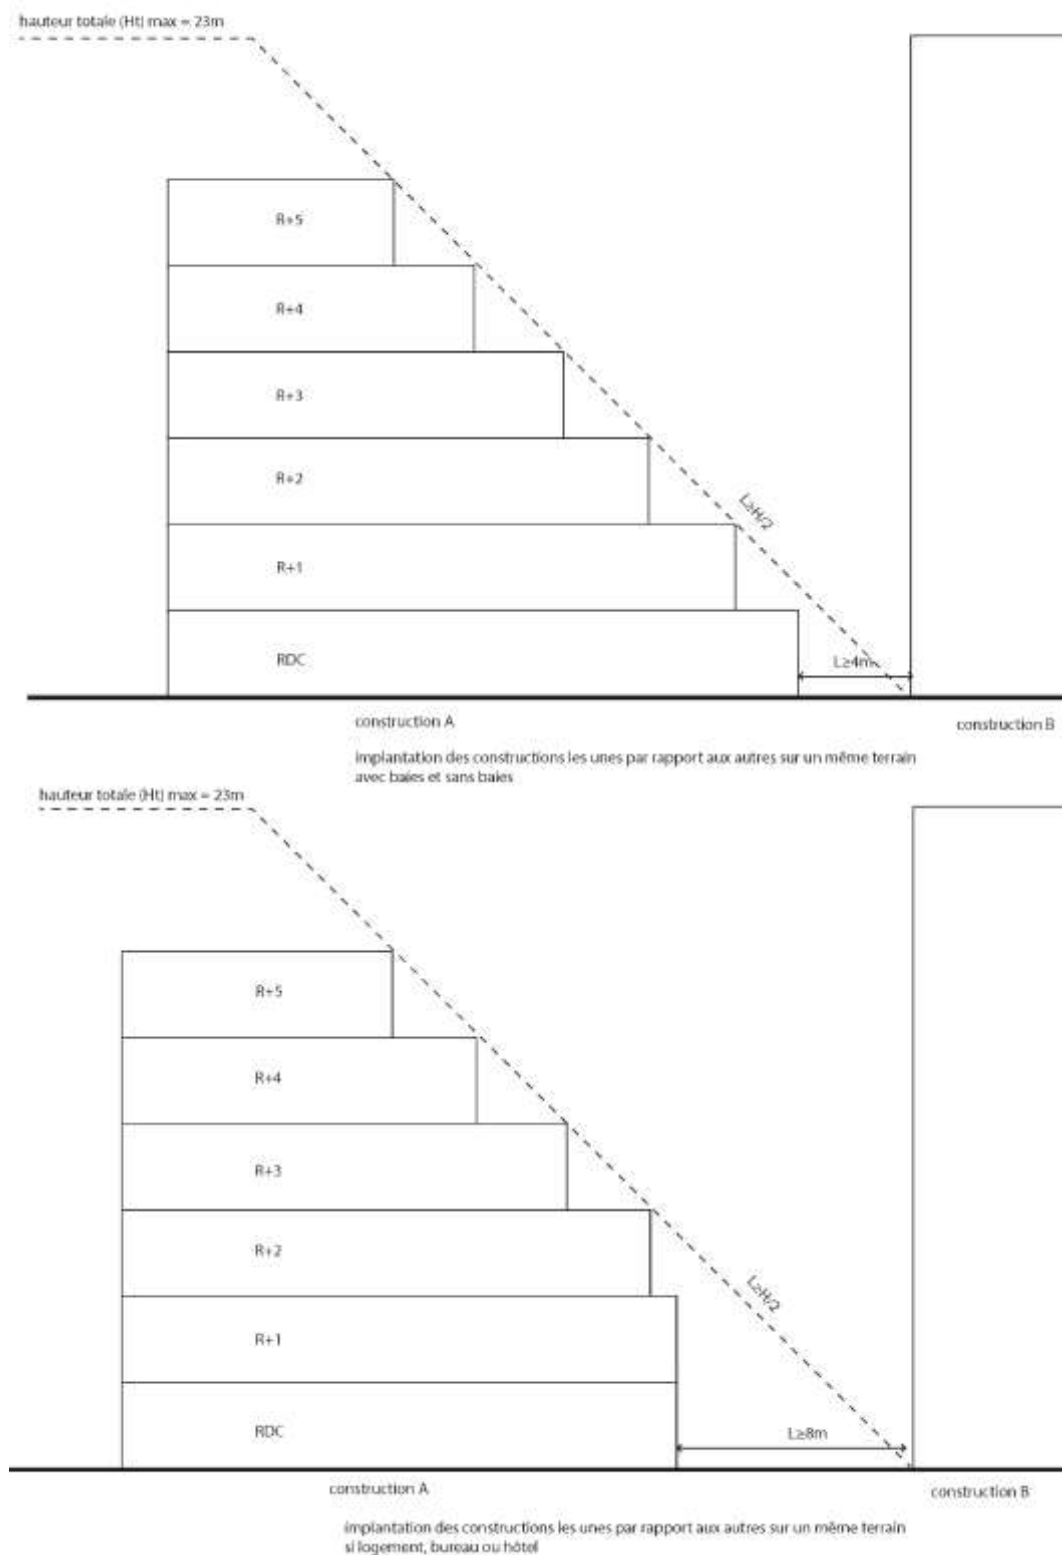 hauteur totale (Ht) max = 23m
R+5
R+4
R+3
R+2
L≥H/2
R+1
RDC
L≥4m
construction A
construction B
implantation des constructions les unes par rapport aux autres sur un même terrain
avec baies et sans baies
hauteur totale (Ht) max = 23m
R+5
R+4
R+3
R+2
L≥H/2
R+1
RDC
L≥8m
construction A
construction B
implantation des constructions les unes par rapport aux autres sur un même terrain
si logement, bureau ou hôtel